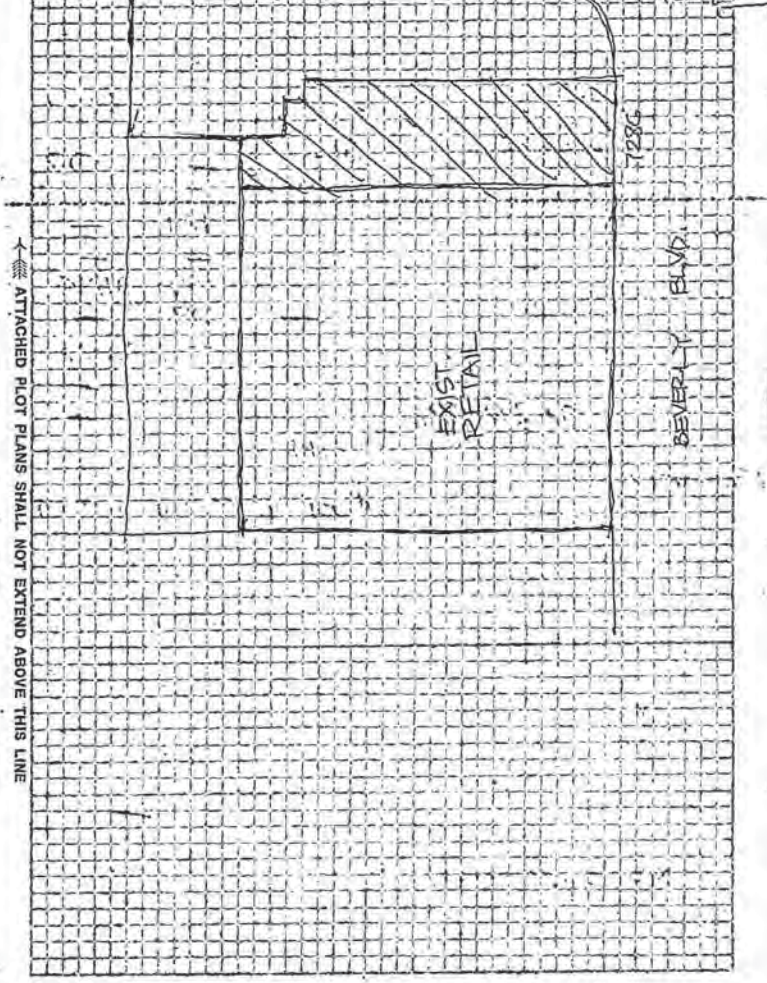 ATTACHED PLOT PLANS SHALL NOT EXTEND ABOVE THIS LINE
EXIST.
RETAIL
7286
BEVERLY BLVD.